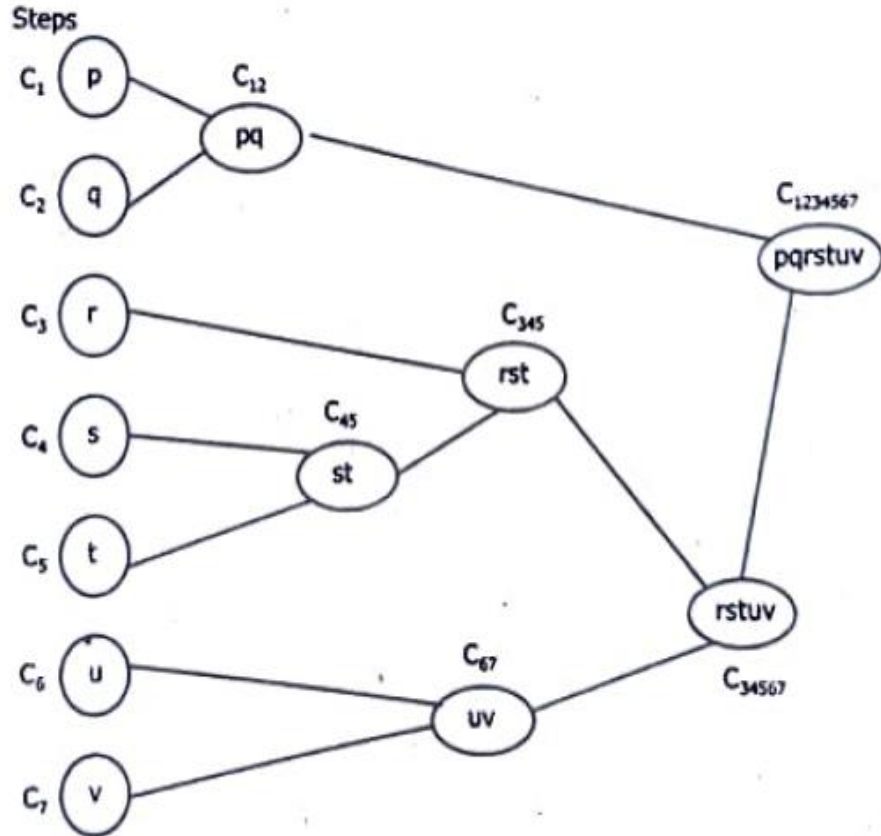 Steps
C₁ p
C₁₂
pq
C₂ q
C₁₂₃₄₅₆₇
pqrstuv
C₃ r
C₃₄₅
rst
C₄ s
C₄₅
st
C₅ t
rstuv
C₃₄₅₆₇
C₆ u
C₆₇
uv
C₇ v